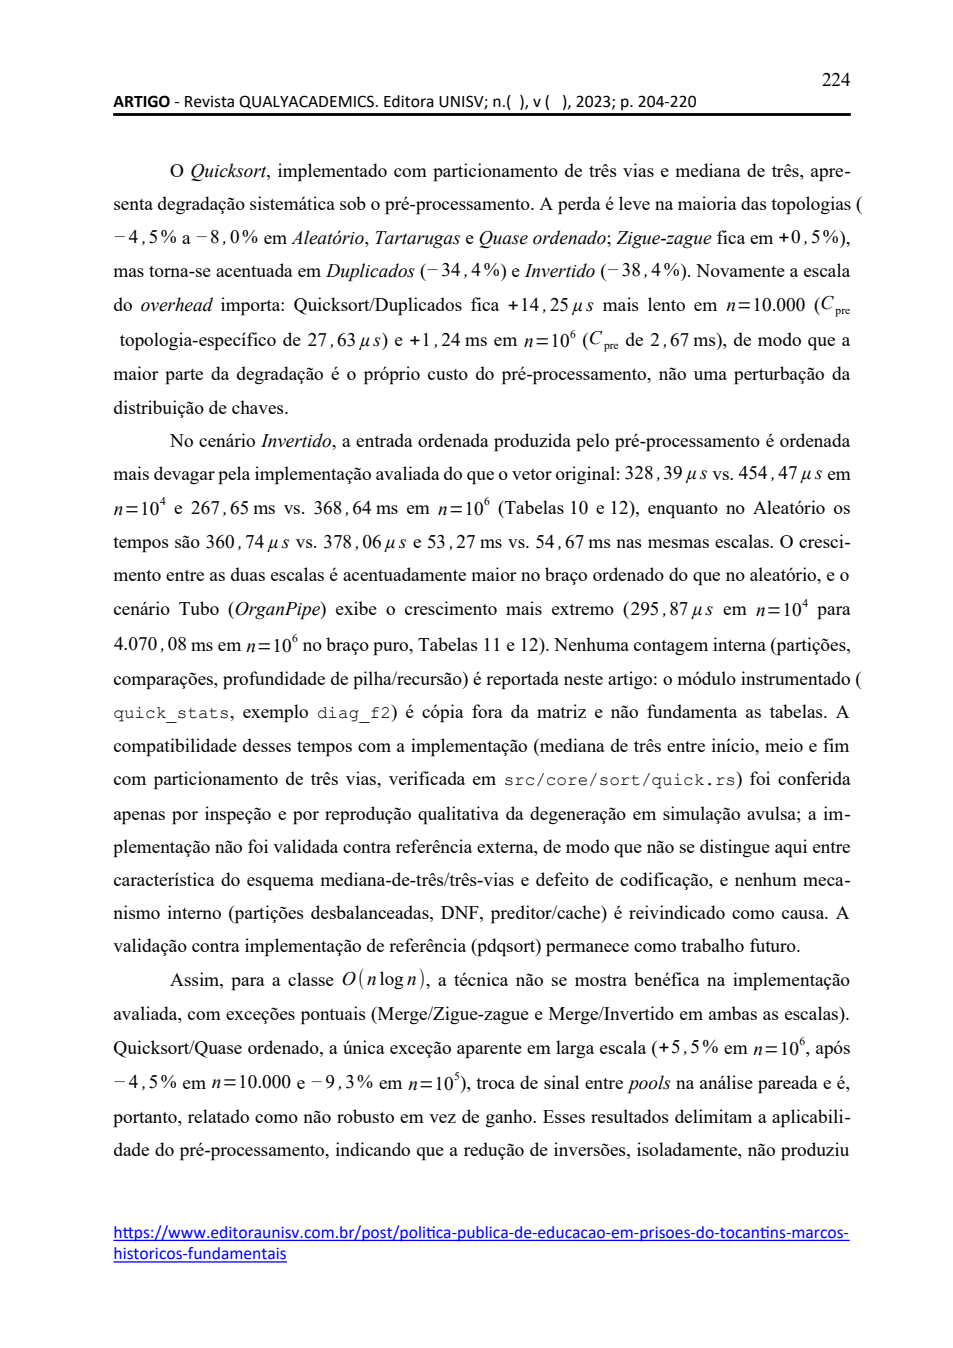 224
ARTIGO - Revista QUALYACADEMICS. Editora UNISV; n.( ), v ( ), 2023; p. 204-220
O Quicksort, implementado com particionamento de três vias e mediana de três, apre-
senta degradação sistemática sob o pré-processamento. A perda é leve na maioria das topologias (
−4,5% a −8,0% em Aleatório, Tartarugas e Quase ordenado; Zigue-zague fica em +0,5%),
mas torna-se acentuada em Duplicados (−34,4%) e Invertido (−38,4%). Novamente a escala
do overhead importa: Quicksort/Duplicados fica +14,25 μs mais lento em n=10.000 (C_pre
topologia-específico de 27,63 μs) e +1,24 ms em n=10⁶ (C_pre de 2,67 ms), de modo que a
maior parte da degradação é o próprio custo do pré-processamento, não uma perturbação da
distribuição de chaves.
No cenário Invertido, a entrada ordenada produzida pelo pré-processamento é ordenada
mais devagar pela implementação avaliada do que o vetor original: 328,39 μs vs. 454,47 μs em
n=10⁴ e 267,65 ms vs. 368,64 ms em n=10⁶ (Tabelas 10 e 12), enquanto no Aleatório os
tempos são 360,74 μs vs. 378,06 μs e 53,27 ms vs. 54,67 ms nas mesmas escalas. O cresci-
mento entre as duas escalas é acentuadamente maior no braço ordenado do que no aleatório, e o
cenário Tubo (OrganPipe) exibe o crescimento mais extremo (295,87 μs em n=10⁴ para
4.070,08 ms em n=10⁶ no braço puro, Tabelas 11 e 12). Nenhuma contagem interna (partições,
comparações, profundidade de pilha/recursão) é reportada neste artigo: o módulo instrumentado (
quick_stats, exemplo diag_f2) é cópia fora da matriz e não fundamenta as tabelas. A
compatibilidade desses tempos com a implementação (mediana de três entre início, meio e fim
com particionamento de três vias, verificada em src/core/sort/quick.rs) foi conferida
apenas por inspeção e por reprodução qualitativa da degeneração em simulação avulsa; a im-
plementação não foi validada contra referência externa, de modo que não se distingue aqui entre
característica do esquema mediana-de-três/três-vias e defeito de codificação, e nenhum meca-
nismo interno (partições desbalanceadas, DNF, preditor/cache) é reivindicado como causa. A
validação contra implementação de referência (pdqsort) permanece como trabalho futuro.
Assim, para a classe O(n log n), a técnica não se mostra benéfica na implementação
avaliada, com exceções pontuais (Merge/Zigue-zague e Merge/Invertido em ambas as escalas).
Quicksort/Quase ordenado, a única exceção aparente em larga escala (+5,5% em n=10⁶, após
−4,5% em n=10.000 e −9,3% em n=10⁵), troca de sinal entre pools na análise pareada e é,
portanto, relatado como não robusto em vez de ganho. Esses resultados delimitam a aplicabili-
dade do pré-processamento, indicando que a redução de inversões, isoladamente, não produziu
https://www.editoraunisv.com.br/post/politica-publica-de-educacao-em-prisoes-do-tocantins-marcos-
historicos-fundamentais